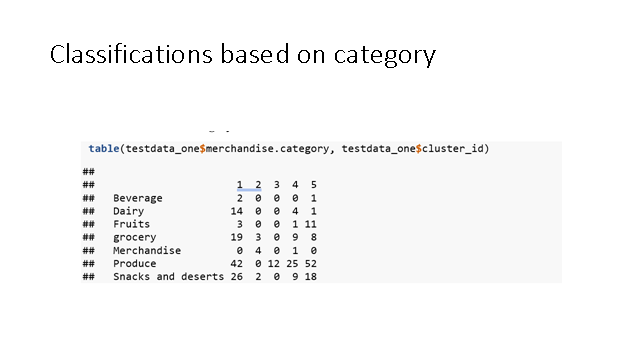 Classifications based on category
table(testdata_one$merchandise.category, testdata_one$cluster_id)
##
## 1 2 3 4 5
## Beverage 2 0 0 0 1
## Dairy 14 0 0 4 1
## Fruits 3 0 0 1 11
## grocery 19 3 0 9 8
## Merchandise 0 4 0 1 0
## Produce 42 0 12 25 52
## Snacks and deserts 26 2 0 9 18